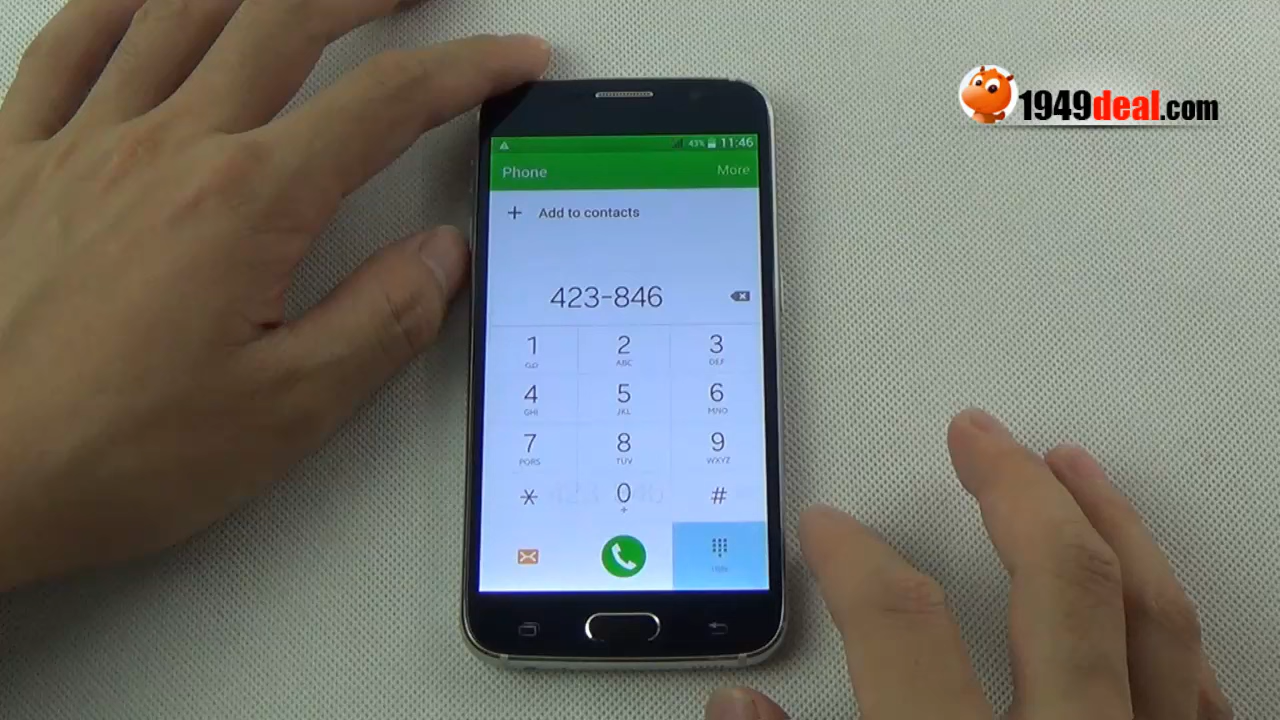 1949deal.com
43% 11:46
Phone More
+ Add to contacts
423-846
1 2 3
ABC DEF
4 5 6
GHI JKL MNO
7 8 9
PQRS TUV WXYZ
* 0 #
+